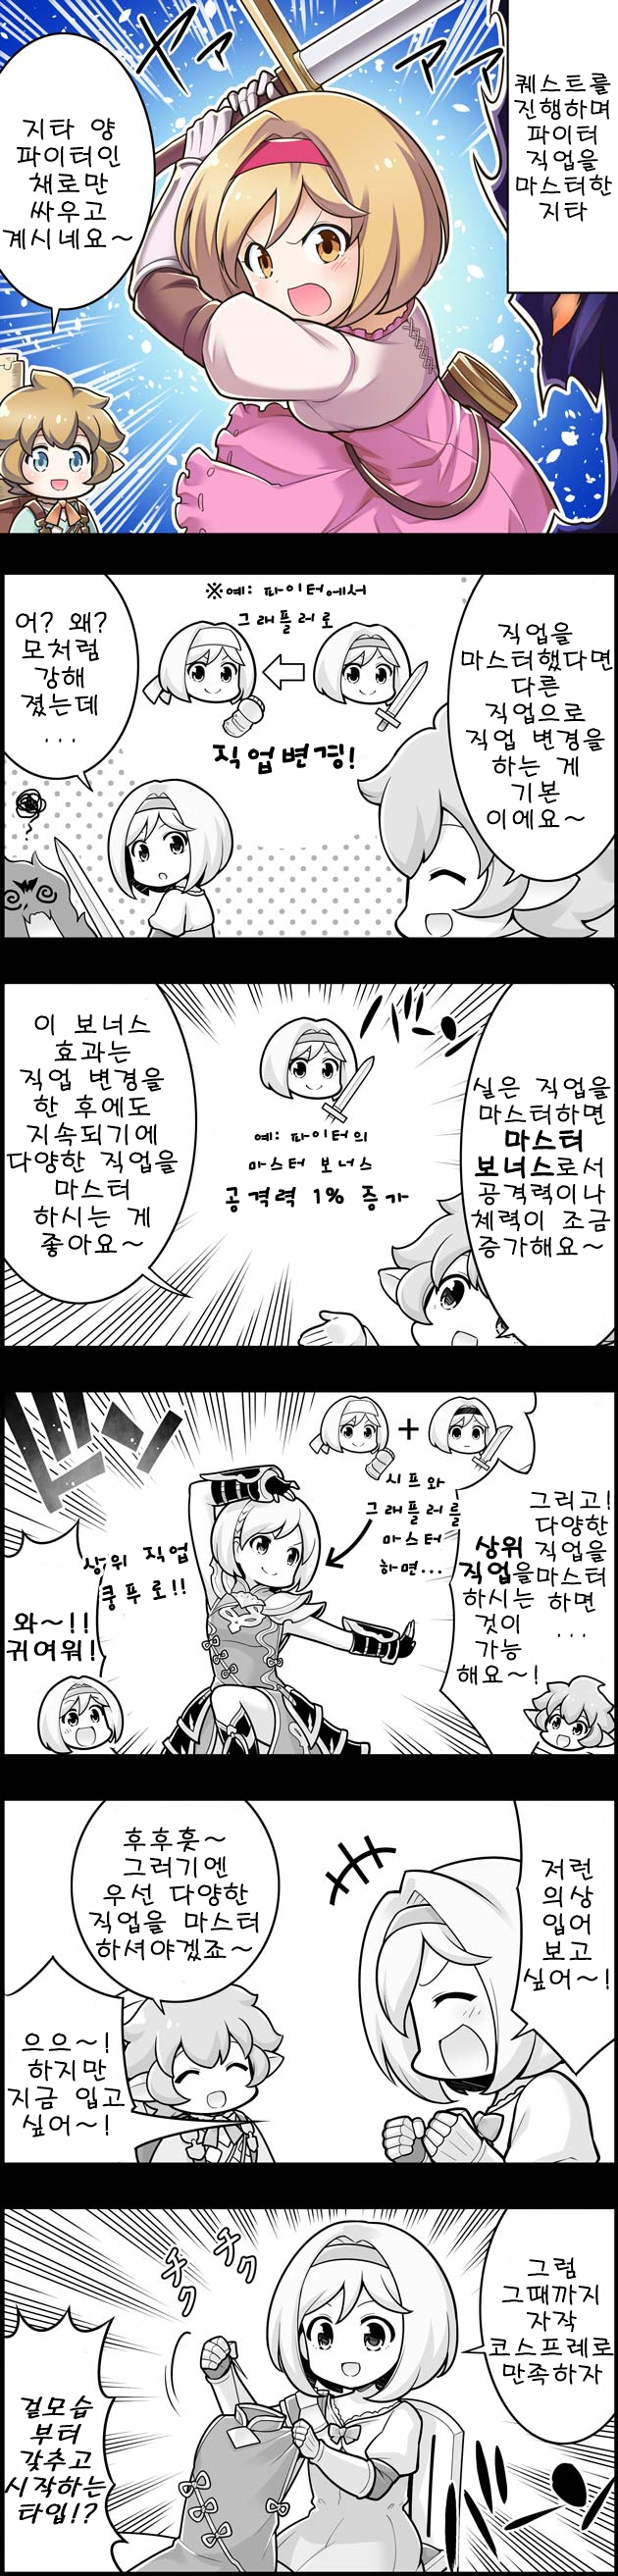 퀘스트를
진행하며
파이터
직업을
마스터한
지타
ヤァ
アァ
지타 양
파이터인
채로만
싸우고
계시네요~
직업을
마스터했다면
다른
직업으로
직업 변경을
하는 게
기본
이에요~
※예: 파이터에서
그래플러로
직업변경!
어? 왜?
모처럼
강해
졌는데
...
실은 직업을
마스터하면
마스터
보너스로서
공격력이나
체력이 조금
증가해요~
예: 파이터의
마스터 보너스
공격력 1% 증가
이 보너스
효과는
직업 변경을
한 후에도
지속되기에
다양한 직업을
마스터
하시는 게
좋아요~
그리고!
다양한
직업을
마스터
하면
...
상위
직업을
하시는
것이
가능
해요~!
+
시프와
그래플러를
마스터
하면...
ドン
상위 직업
쿵푸로!!
와~!!
귀여워!
저런
의상
입어
보고
싶어~!
후후훗~
그러기엔
우선 다양한
직업을 마스터
하셔야겠죠~
으으~!
하지만
지금 입고
싶어~!
그럼
그때까지
자작
코스프레로
만족하자
チク
チク
겉모습
부터
갖추고
시작하는
타입!?